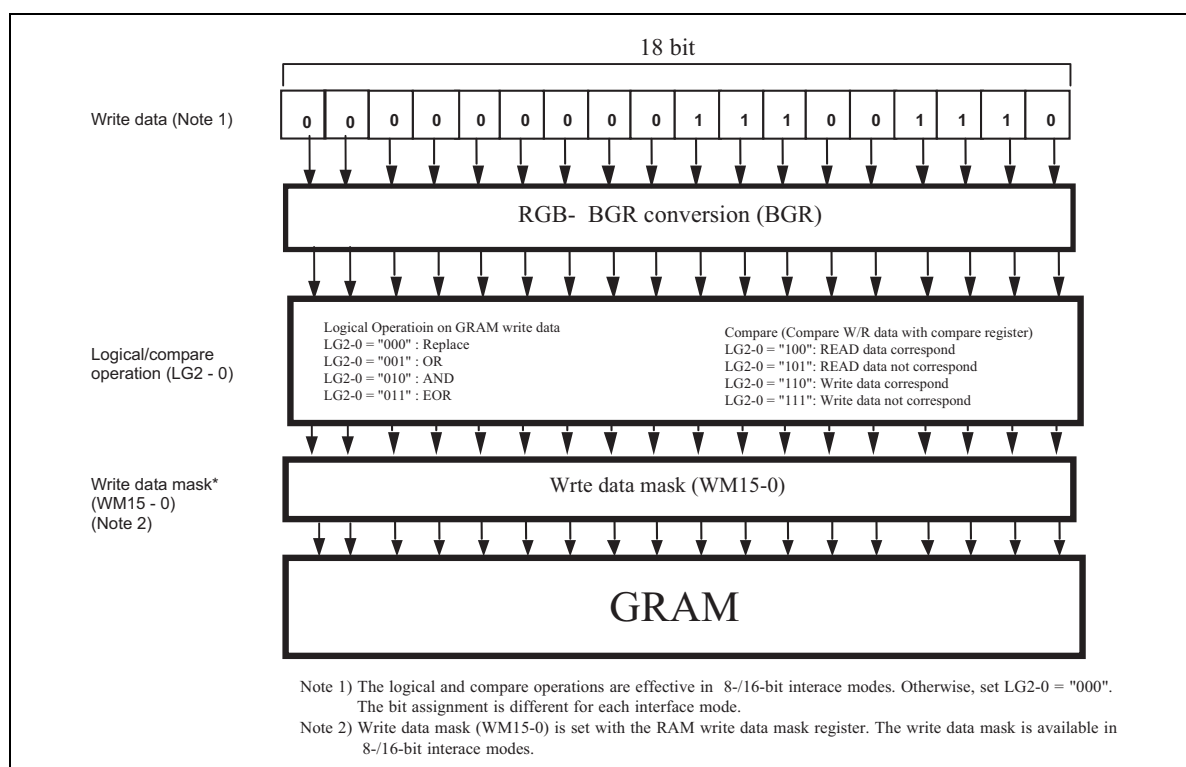 18 bit
Write data (Note 1)
0 0 0 0 0 0 0 0 0 1 1 1 0 0 1 1 1 0
RGB- BGR conversion (BGR)
Logical/compare
operation (LG2 - 0)
Logical Operatioin on GRAM write data
LG2-0 = "000" : Replace
LG2-0 = "001" : OR
LG2-0 = "010" : AND
LG2-0 = "011" : EOR
Compare (Compare W/R data with compare register)
LG2-0 = "100": READ data correspond
LG2-0 = "101": READ data not correspond
LG2-0 = "110": Write data correspond
LG2-0 = "111": Write data not correspond
Write data mask*
(WM15 - 0)
(Note 2)
Wrte data mask (WM15-0)
GRAM
Note 1) The logical and compare operations are effective in 8-/16-bit interace modes. Otherwise, set LG2-0 = "000".
The bit assignment is different for each interface mode.
Note 2) Write data mask (WM15-0) is set with the RAM write data mask register. The write data mask is available in
8-/16-bit interace modes.